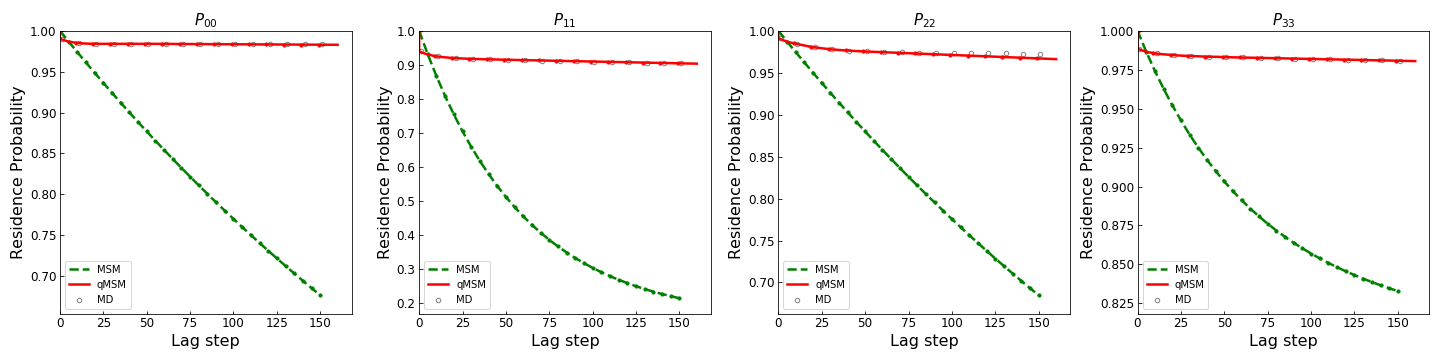 P₀₀
Residence Probability
1.00
0.95
0.90
0.85
0.80
0.75
0.70
MSM
qMSM
MD
0 25 50 75 100 125 150
Lag step
P₁₁
Residence Probability
1.0
0.9
0.8
0.7
0.6
0.5
0.4
0.3
0.2
MSM
qMSM
MD
0 25 50 75 100 125 150
Lag step
P₂₂
Residence Probability
1.00
0.95
0.90
0.85
0.80
0.75
0.70
MSM
qMSM
MD
0 25 50 75 100 125 150
Lag step
P₃₃
Residence Probability
1.000
0.975
0.950
0.925
0.900
0.875
0.850
0.825
MSM
qMSM
MD
0 25 50 75 100 125 150
Lag step